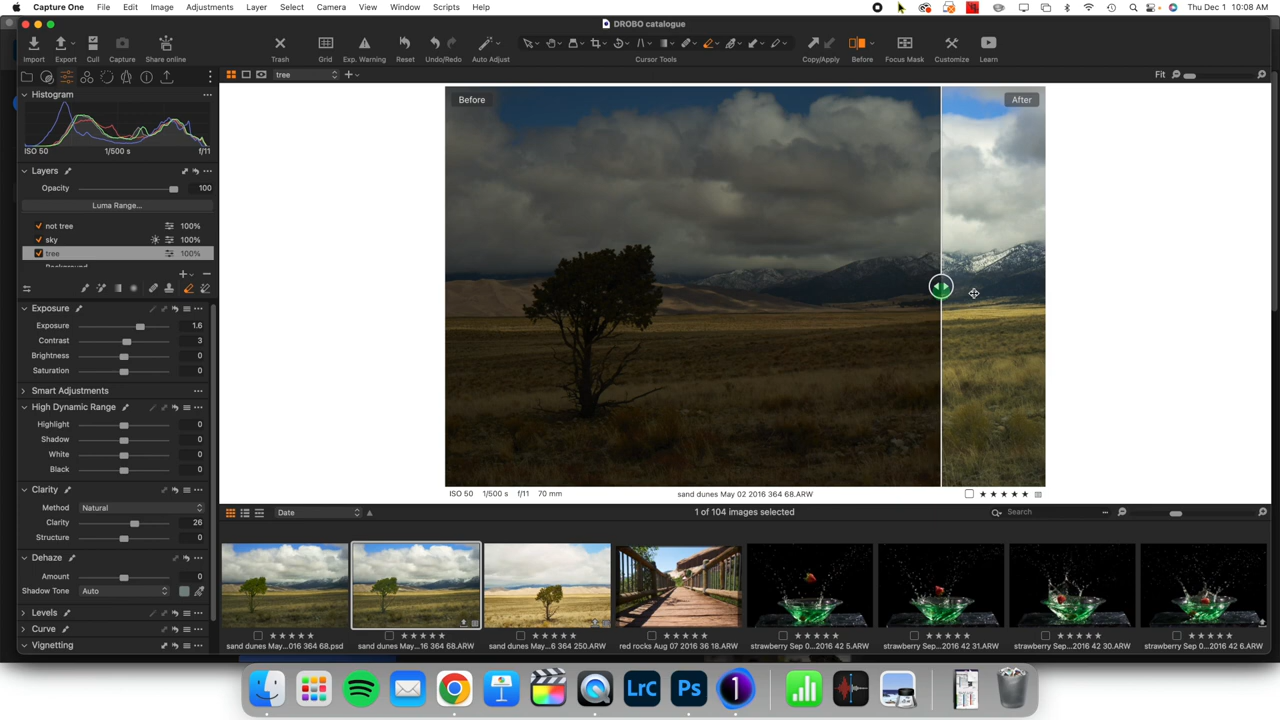 Capture One File Edit Image Adjustments Layer Select Camera View Window Scripts Help Thu Dec 1 10:08 AM
DROBO catalogue
Import Export Cull Capture Share online Trash Grid Exp. Warning Reset Undo/Redo Auto Adjust Cursor Tools Copy/Apply Before Focus Mask Customize Learn
tree Fit
Histogram
ISO 50 1/500 s f/11
Layers
Opacity 100
Luma Range...
not tree 100%
sky 100%
tree 100%
Exposure
Exposure 1.6
Contrast 3
Brightness 0
Saturation 0
Smart Adjustments
High Dynamic Range
Highlight 0
Shadow 0
White 0
Black 0
Clarity
Method Natural
Clarity 26
Structure 0
Dehaze
Amount 0
Shadow Tone Auto
Levels
Curve
Vignetting
Before After
ISO 50 1/500 s f/11 70 mm sand dunes May 02 2016 364 68.ARW
Date 1 of 104 images selected Search
sand dunes May...016 68.psd sand dunes May...16 364 68.ARW sand dunes May...6 364 250.ARW red rocks Aug 07 2016 36 18.ARW strawberry Sep 0...2016 42 5.ARW strawberry Sep...2016 42 31.ARW strawberry Sep...2016 42 30.ARW strawberry Sep 0...2016 42 6.ARW
LrC Ps 1